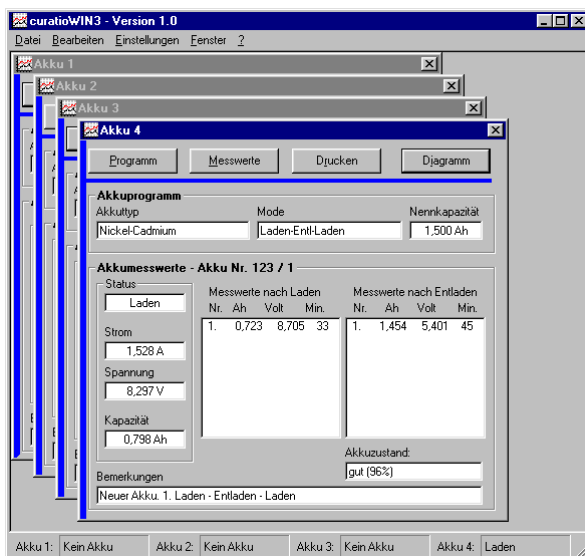 curatioWIN3 - Version 1.0
Datei Bearbeiten Einstellungen Fenster ?
Akku 1
Akku 2
Akku 3
Akku 4
Programm Messwerte Drucken Diagramm
Akkuprogramm
Akkuttyp Mode Nennkapazität
Nickel-Cadmium Laden-Entl-Laden 1,500 Ah
Akkumesswerte - Akku Nr. 123 / 1
Status
Laden
Messwerte nach Laden Messwerte nach Entladen
Nr. Ah Volt Min. Nr. Ah Volt Min.
1. 0,723 8,705 33 1. 1,454 5,401 45
Strom
1,528 A
Spannung
8,297 V
Kapazität
0,798 Ah
Akkuzustand:
gut (96%)
Bemerkungen
Neuer Akku. 1. Laden - Entladen - Laden
Akku 1: Kein Akku Akku 2: Kein Akku Akku 3: Kein Akku Akku 4: Laden